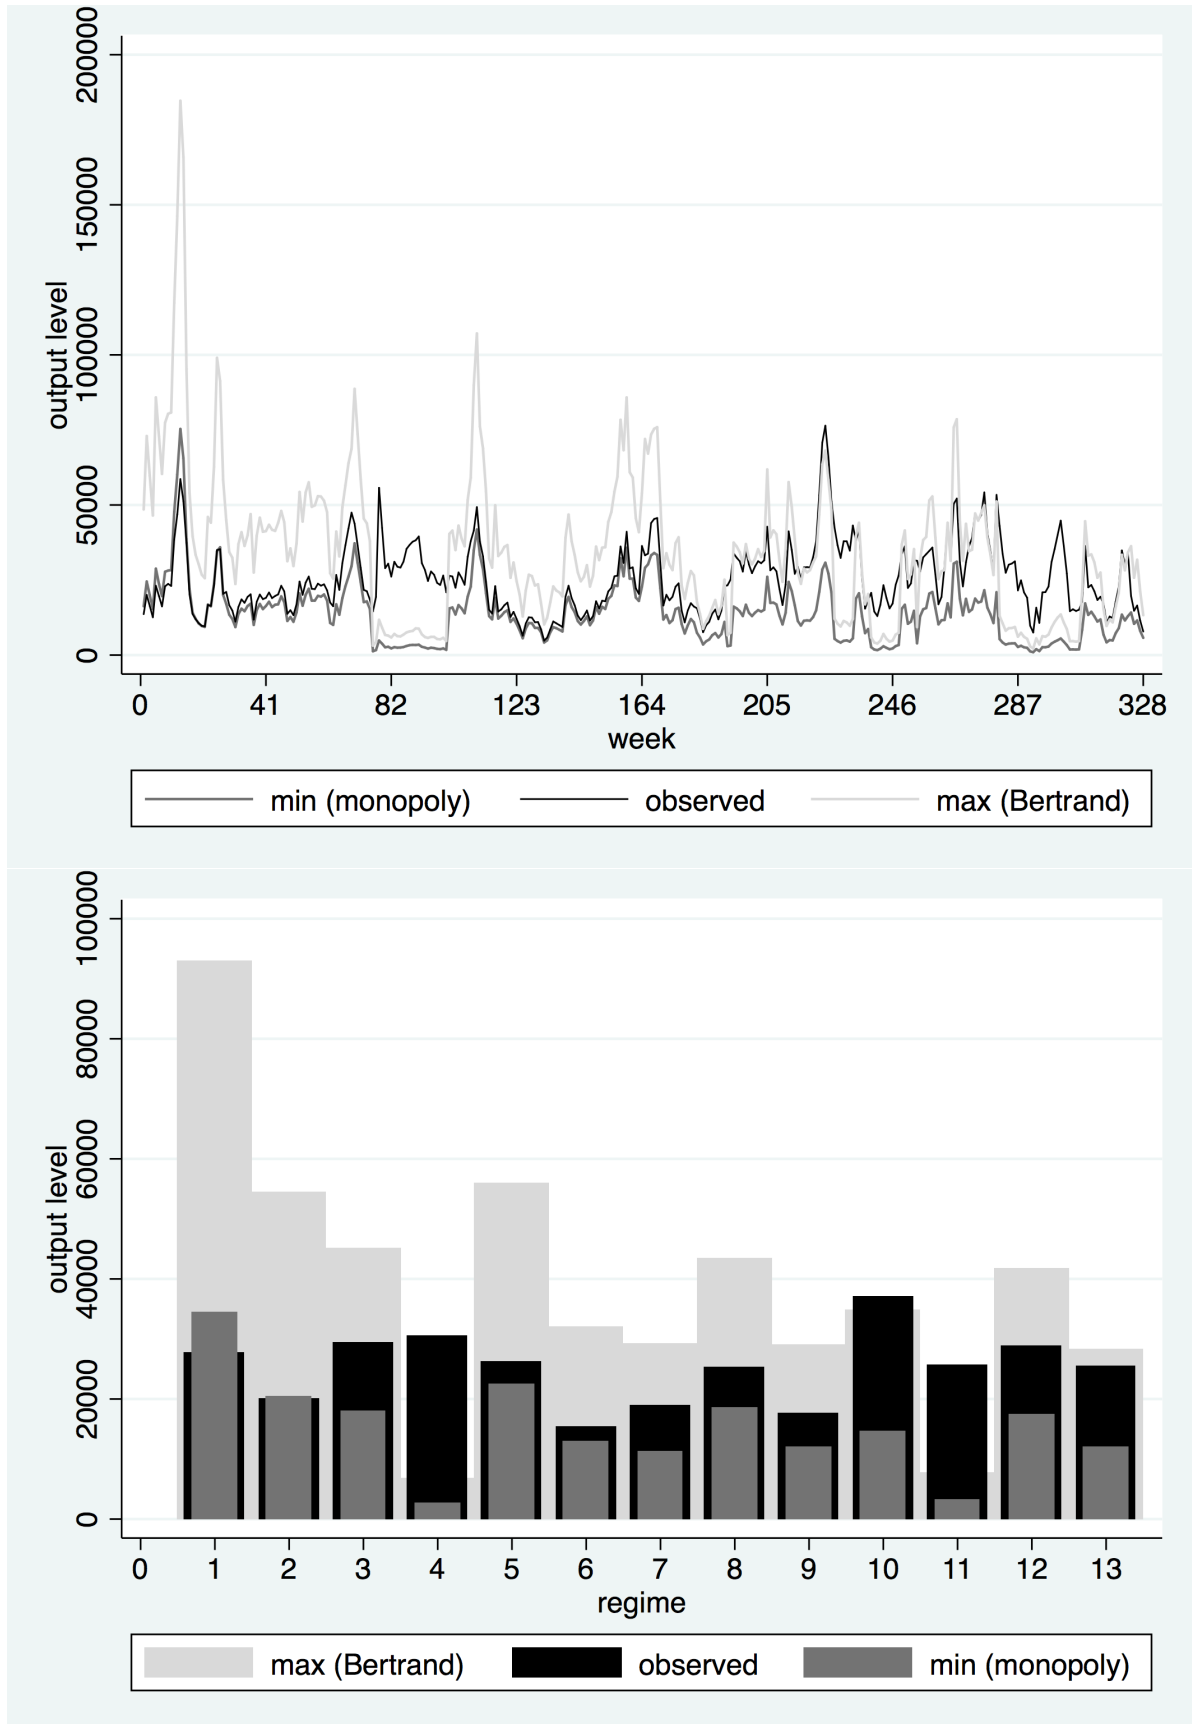 200000
150000
100000
50000
0
output level
0 41 82 123 164 205 246 287 328
week
min (monopoly) observed max (Bertrand)
100000
80000
60000
40000
20000
0
output level
0 1 2 3 4 5 6 7 8 9 10 11 12 13
regime
max (Bertrand) observed min (monopoly)